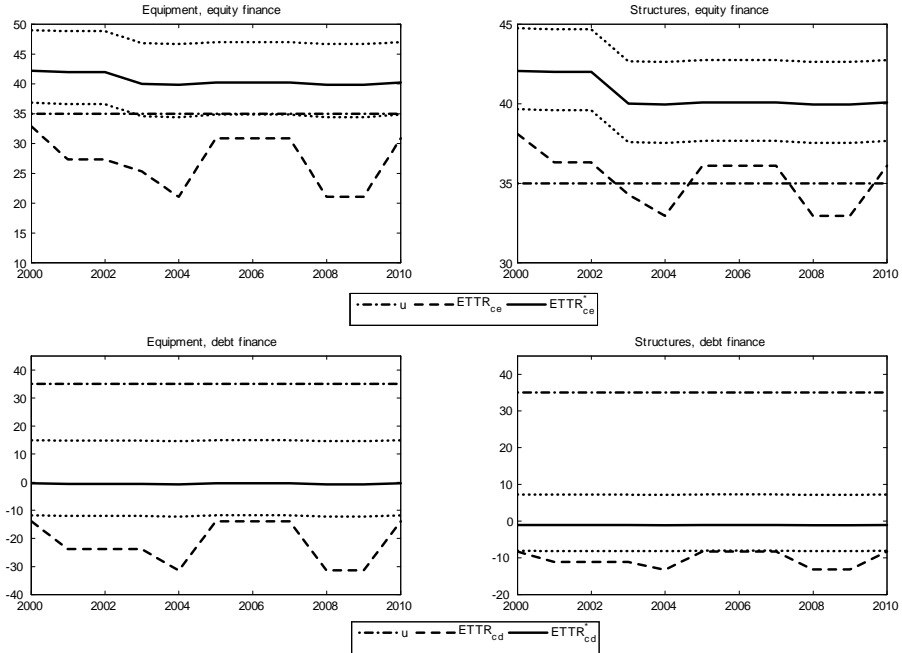 Equipment, equity finance
50
45
40
35
30
25
20
15
10
2000 2002 2004 2006 2008 2010
Structures, equity finance
45
40
35
30
2000 2002 2004 2006 2008 2010
u ETTR_ce ETTR*_ce
Equipment, debt finance
40
30
20
10
0
-10
-20
-30
-40
2000 2002 2004 2006 2008 2010
Structures, debt finance
40
30
20
10
0
-10
-20
2000 2002 2004 2006 2008 2010
u ETTR_cd ETTR*_cd